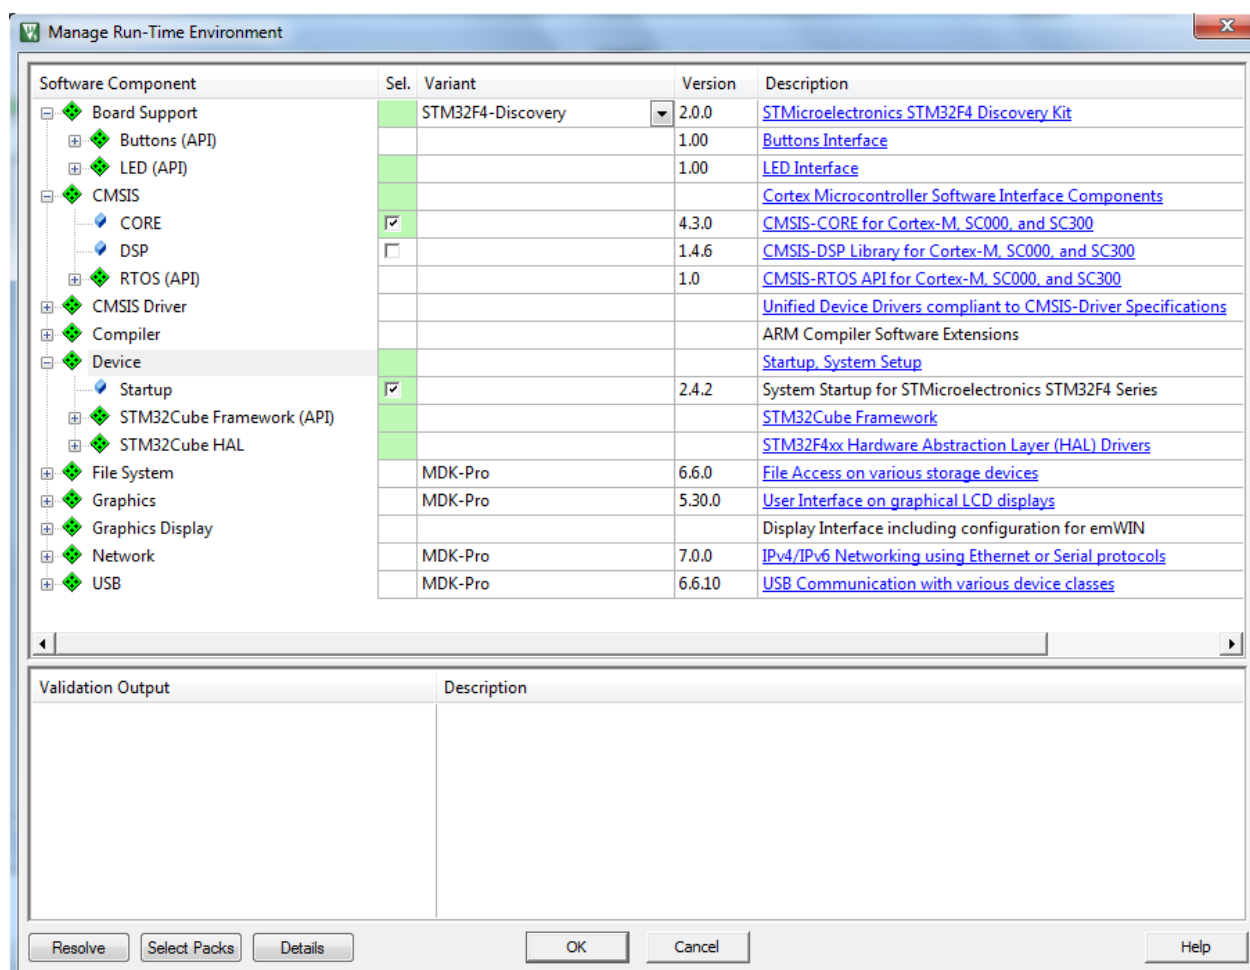 Manage Run-Time Environment
Software Component Sel. Variant Version Description
Board Support STM32F4-Discovery 2.0.0 STMicroelectronics STM32F4 Discovery Kit
Buttons (API) 1.00 Buttons Interface
LED (API) 1.00 LED Interface
CMSIS Cortex Microcontroller Software Interface Components
CORE 4.3.0 CMSIS-CORE for Cortex-M, SC000, and SC300
DSP 1.4.6 CMSIS-DSP Library for Cortex-M, SC000, and SC300
RTOS (API) 1.0 CMSIS-RTOS API for Cortex-M, SC000, and SC300
CMSIS Driver Unified Device Drivers compliant to CMSIS-Driver Specifications
Compiler ARM Compiler Software Extensions
Device Startup, System Setup
Startup 2.4.2 System Startup for STMicroelectronics STM32F4 Series
STM32Cube Framework (API) STM32Cube Framework
STM32Cube HAL STM32F4xx Hardware Abstraction Layer (HAL) Drivers
File System MDK-Pro 6.6.0 File Access on various storage devices
Graphics MDK-Pro 5.30.0 User Interface on graphical LCD displays
Graphics Display Display Interface including configuration for emWIN
Network MDK-Pro 7.0.0 IPv4/IPv6 Networking using Ethernet or Serial protocols
USB MDK-Pro 6.6.10 USB Communication with various device classes
Validation Output Description
Resolve Select Packs Details OK Cancel Help